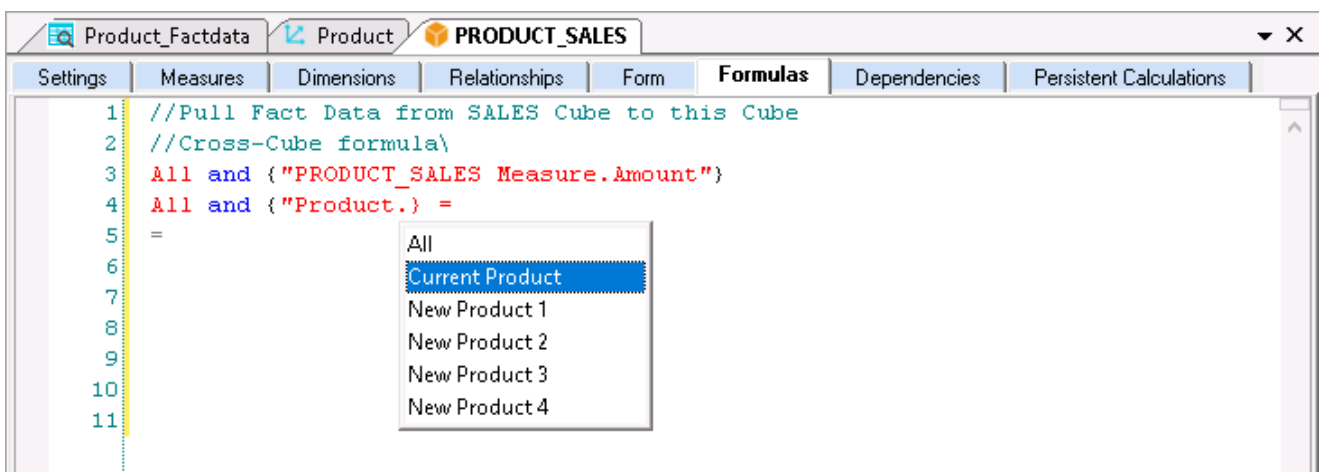 Product_Factdata Product PRODUCT_SALES
Settings Measures Dimensions Relationships Form Formulas Dependencies Persistent Calculations
1 //Pull Fact Data from SALES Cube to this Cube
2 //Cross-Cube formula\
3 All and {"PRODUCT_SALES Measure.Amount"}
4 All and {"Product.} =
5 =
6
7
8
9
10
11
All
Current Product
New Product 1
New Product 2
New Product 3
New Product 4